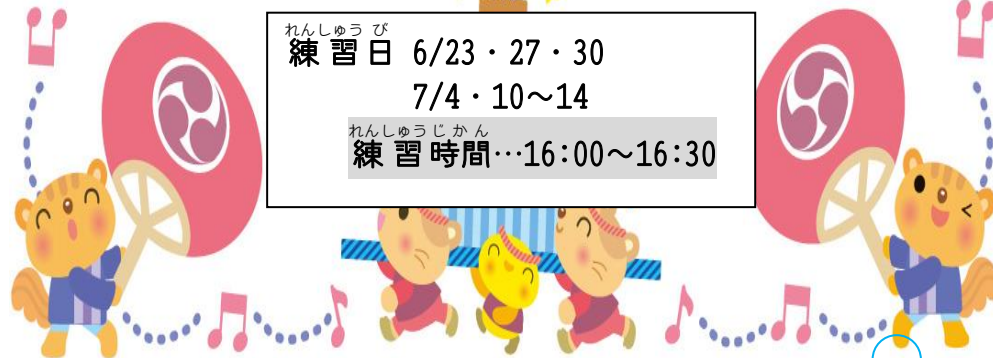 れんしゅう び
練習日 6/23・27・30
7/4・10～14
れんしゅうじかん
練習時間…16:00～16:30